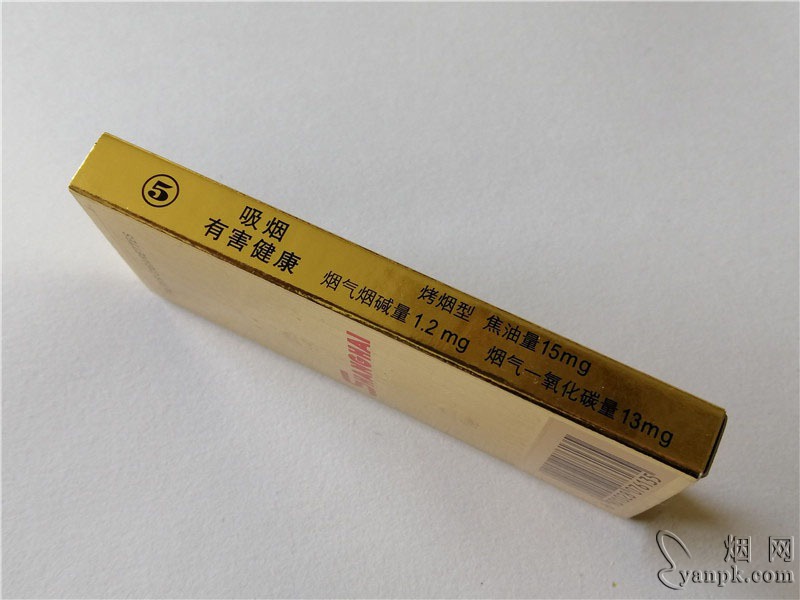 ⑤
吸烟
有害健康
烤烟型 焦油量15mg
烟气烟碱量1.2mg 烟气一氧化碳量13mg
SHANGHAI
烟网
yanpk.com